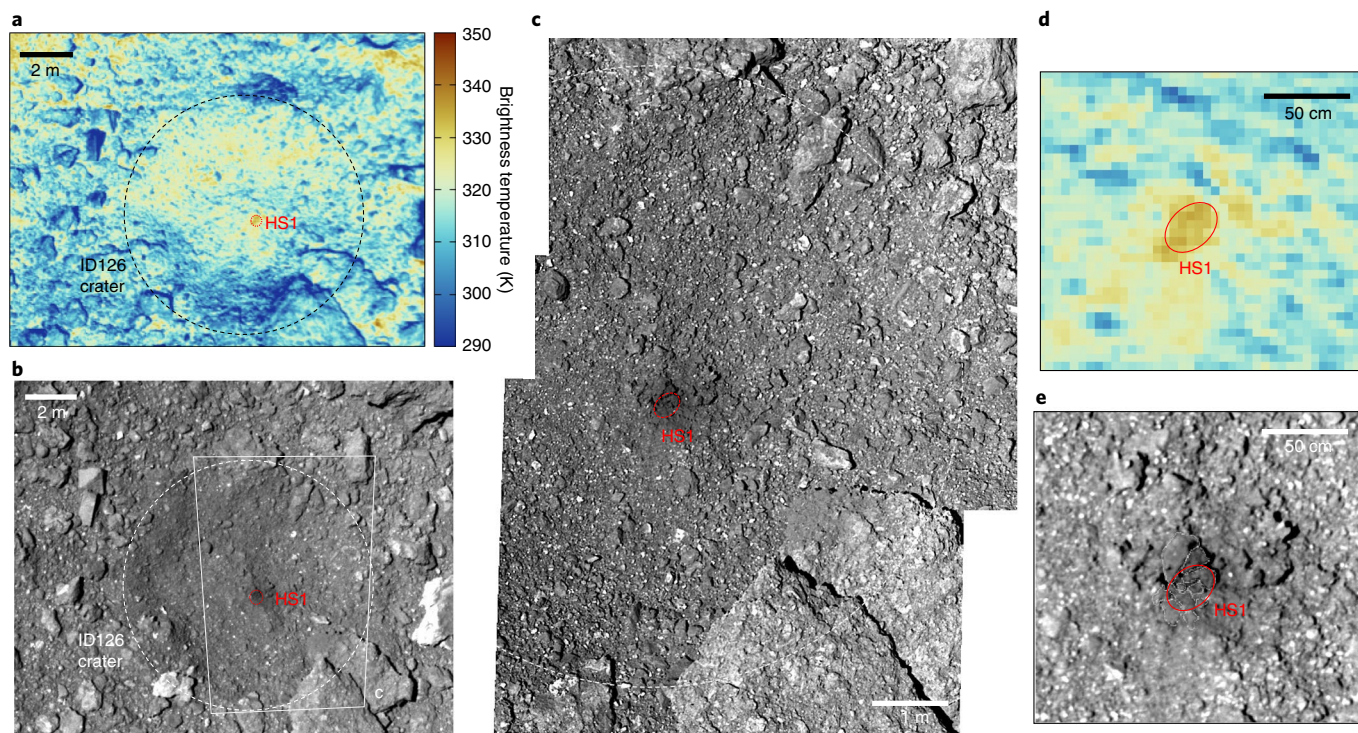 a
2 m
HS1
ID126
crater
350
340
330
320
310
300
290
Brightness temperature (K)
b
2 m
HS1
ID126
crater
c
c
HS1
1 m
d
50 cm
HS1
e
50 cm
HS1